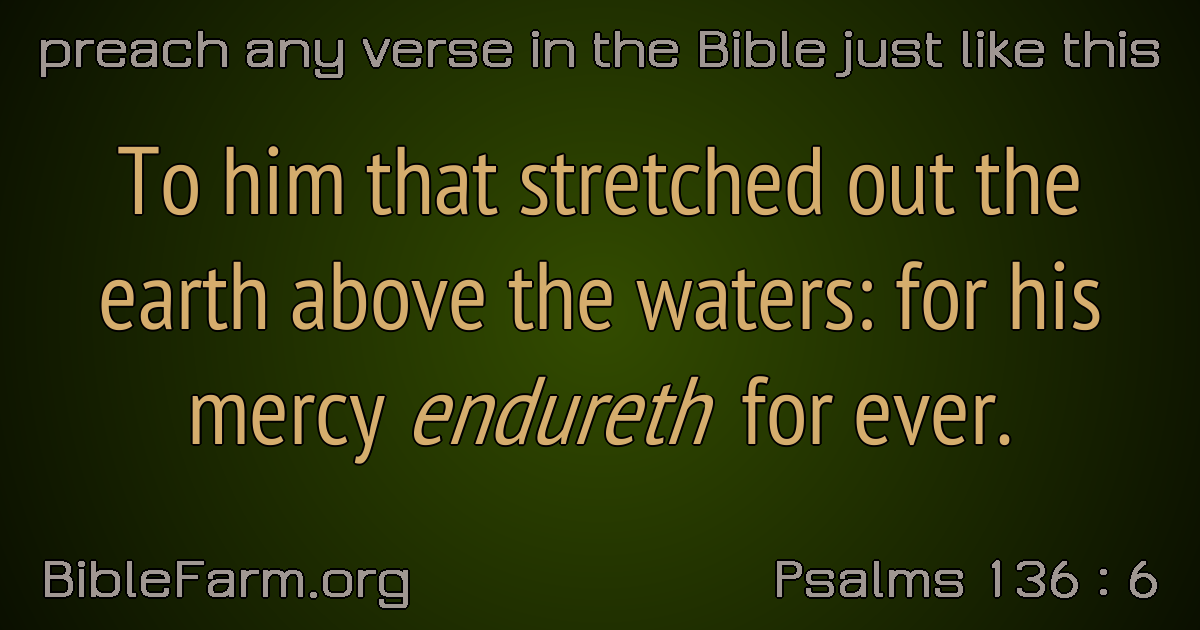 preach any verse in the Bible just like this
To him that stretched out the
earth above the waters: for his
mercy endureth for ever.
BibleFarm.org
Psalms 136 : 6